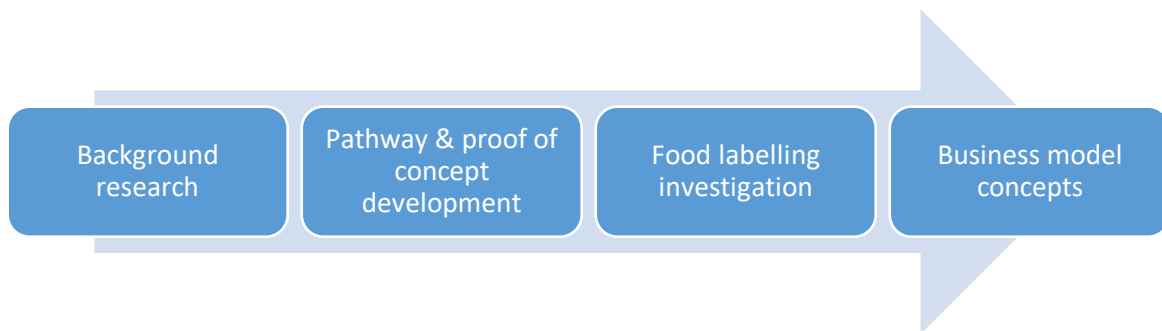 Background
research
Pathway & proof of
concept
development
Food labelling
investigation
Business model
concepts